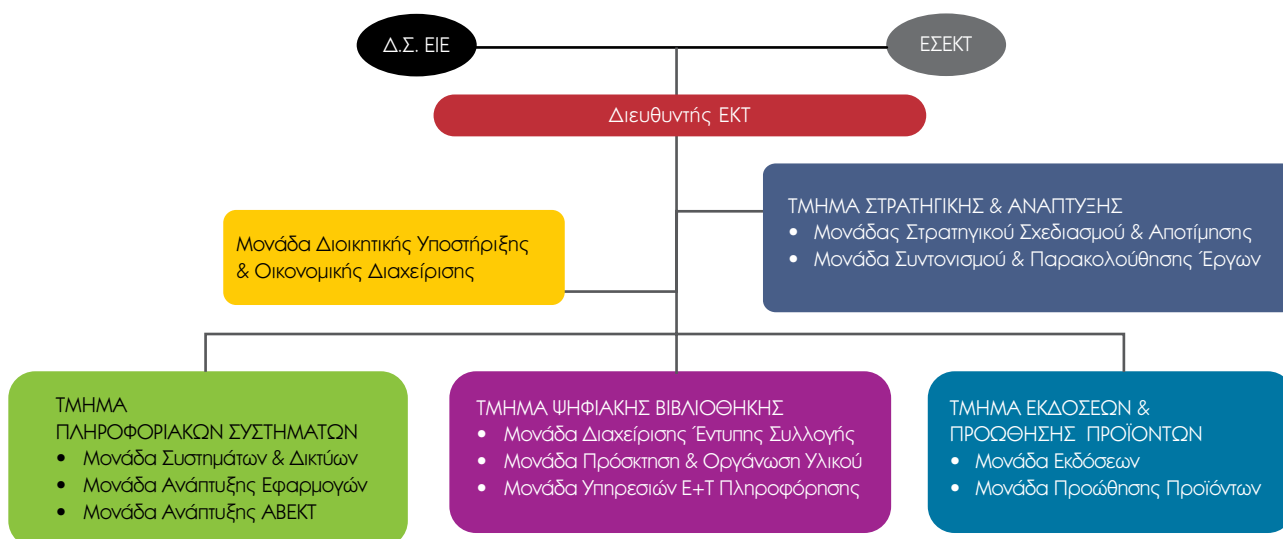 Δ.Σ. ΕΙΕ
ΕΣΕΚΤ
Διευθυντής ΕΚΤ
ΤΜΗΜΑ ΣΤΡΑΤΗΓΙΚΗΣ & ΑΝΑΠΤΥΞΗΣ
• Μονάδας Στρατηγικού Σχεδιασμού & Αποτίμησης
• Μονάδα Συντονισμού & Παρακολούθησης Έργων
Μονάδα Διοικητικής Υποστήριξης
& Οικονομικής Διαχείρισης
ΤΜΗΜΑ
ΠΛΗΡΟΦΟΡΙΑΚΩΝ ΣΥΣΤΗΜΑΤΩΝ
• Μονάδα Συστημάτων & Δικτύων
• Μονάδα Ανάπτυξης Εφαρμογών
• Μονάδα Ανάπτυξης ΑΒΕΚΤ
ΤΜΗΜΑ ΨΗΦΙΑΚΗΣ ΒΙΒΛΙΟΘΗΚΗΣ
• Μονάδα Διαχείρισης Έντυπης Συλλογής
• Μονάδα Πρόσκτηση & Οργάνωση Υλικού
• Μονάδα Υπηρεσιών Ε+Τ Πληροφόρησης
ΤΜΗΜΑ ΕΚΔΟΣΕΩΝ &
ΠΡΟΩΘΗΣΗΣ ΠΡΟΪΟΝΤΩΝ
• Μονάδα Εκδόσεων
• Μονάδα Προώθησης Προϊόντων